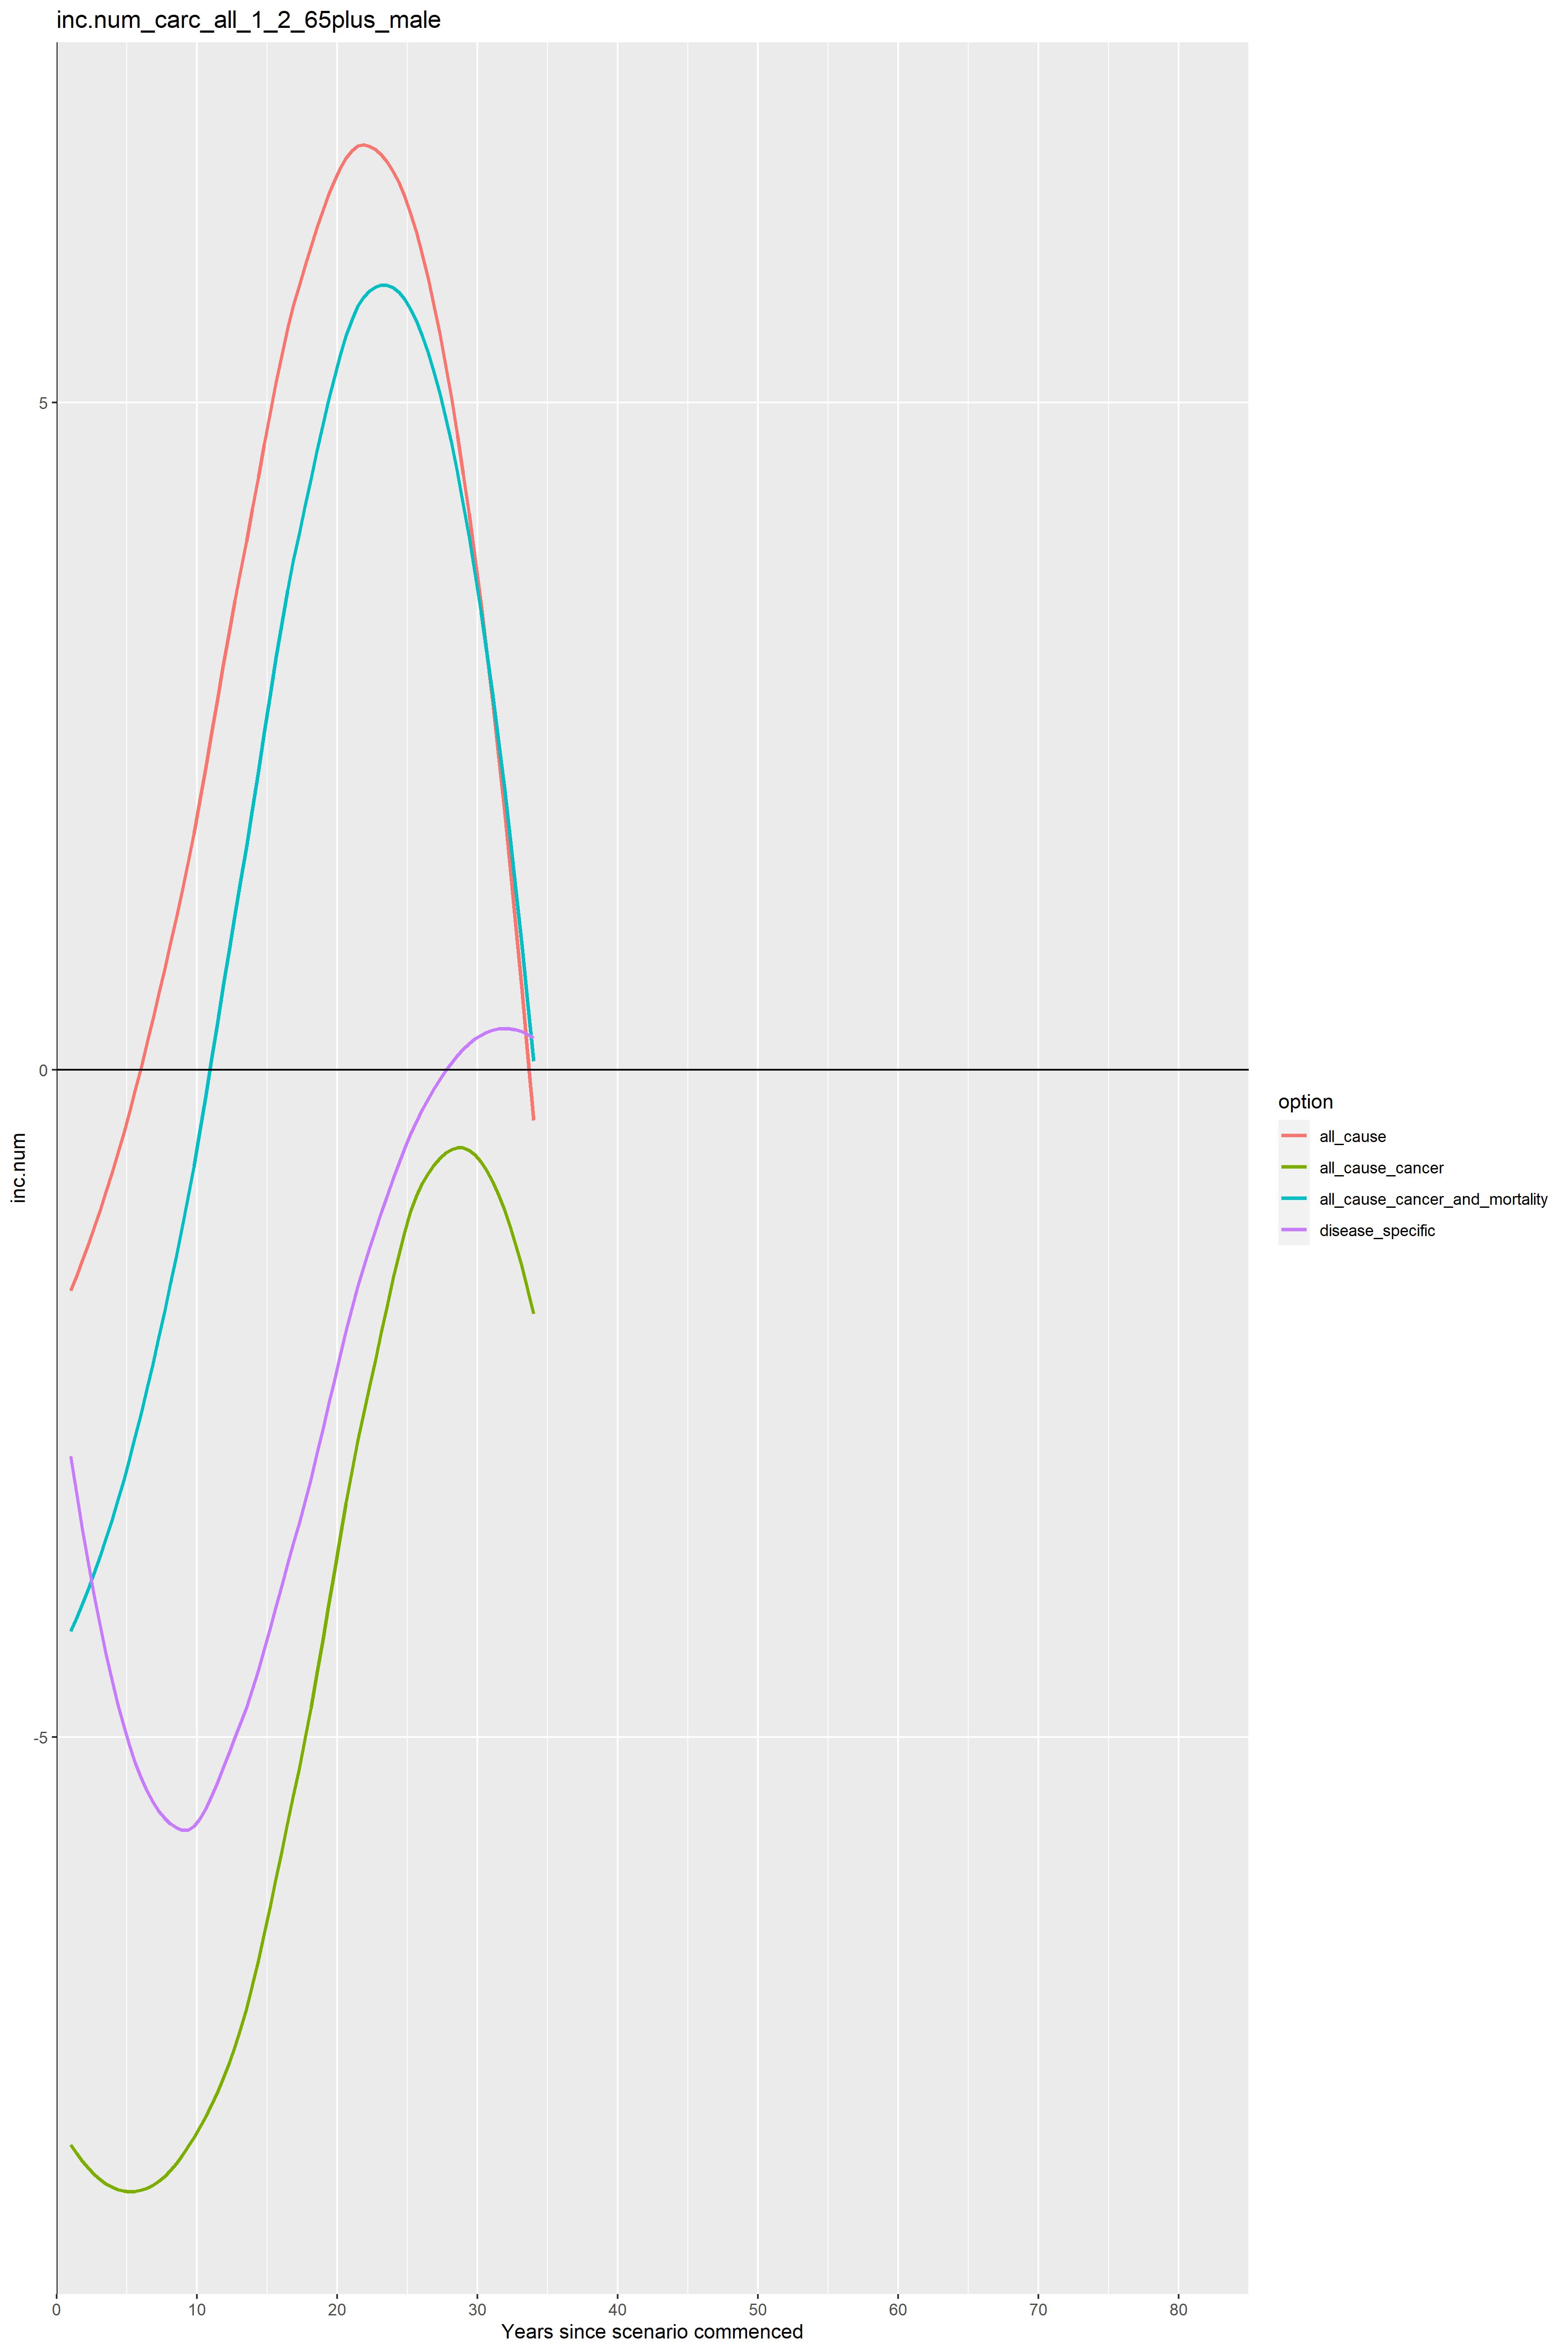 inc.num_carc_all_1_2_65plus_male
5
0
-5
inc.num
0 10 20 30 40 50 60 70 80
Years since scenario commenced
option
all_cause
all_cause_cancer
all_cause_cancer_and_mortality
disease_specific